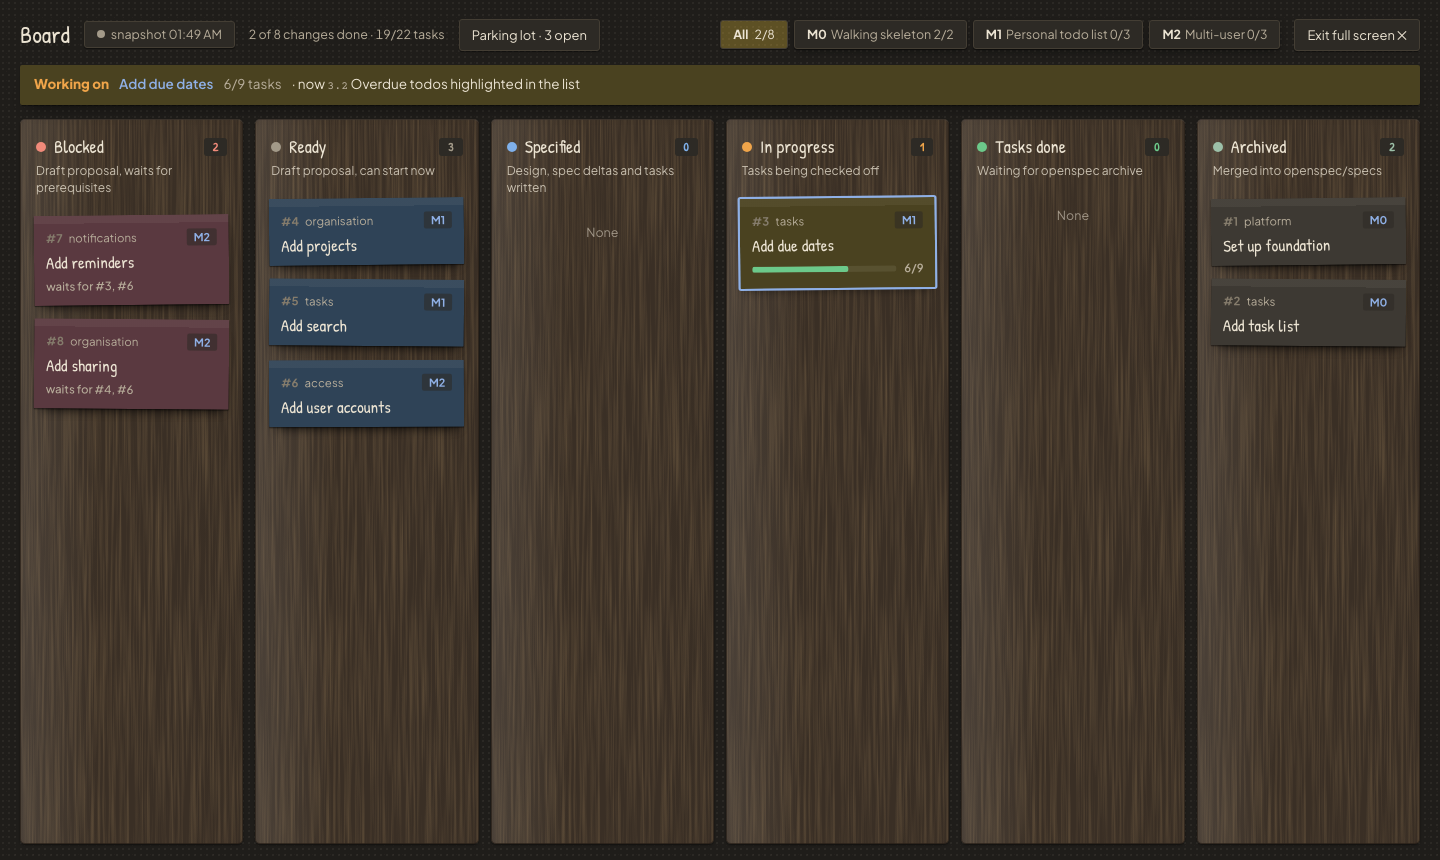 Board
snapshot 01:49 AM
2 of 8 changes done · 19/22 tasks
Parking lot · 3 open
All 2/8
M0 Walking skeleton 2/2
M1 Personal todo list 0/3
M2 Multi-user 0/3
Exit full screen ×
Working on Add due dates 6/9 tasks · now 3.2 Overdue todos highlighted in the list
Blocked 2
Draft proposal, waits for
prerequisites
#7 notifications M2
Add reminders
waits for #3, #6
#8 organisation M2
Add sharing
waits for #4, #6
Ready 3
Draft proposal, can start now
#4 organisation M1
Add projects
#5 tasks M1
Add search
#6 access M2
Add user accounts
Specified 0
Design, spec deltas and tasks
written
None
In progress 1
Tasks being checked off
#3 tasks M1
Add due dates
6/9
Tasks done 0
Waiting for openspec archive
None
Archived 2
Merged into openspec/specs
#1 platform M0
Set up foundation
#2 tasks M0
Add task list